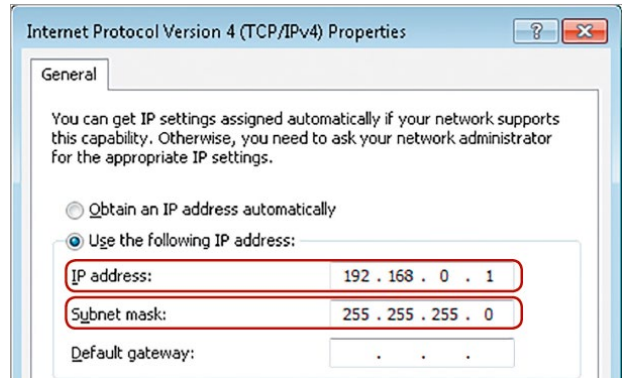 Internet Protocol Version 4 (TCP/IPv4) Properties
?
General
You can get IP settings assigned automatically if your network supports
this capability. Otherwise, you need to ask your network administrator
for the appropriate IP settings.
Obtain an IP address automatically
Use the following IP address:
IP address: 192 . 168 . 0 . 1
Subnet mask: 255 . 255 . 255 . 0
Default gateway: . . .